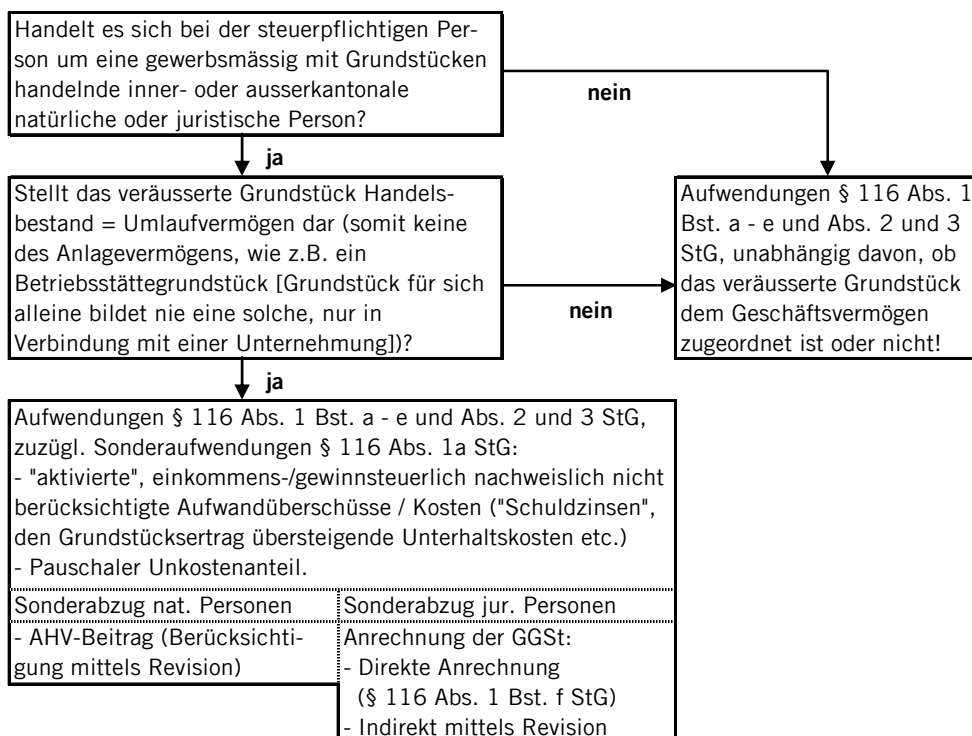 Handelt es sich bei der steuerpflichtigen Per-
son um eine gewerbsmässig mit Grundstücken
handelnde inner- oder ausserkantonale
natürliche oder juristische Person?
nein
ja
Stellt das veräusserte Grundstück Handels-
bestand = Umlaufvermögen dar (somit keine
des Anlagevermögens, wie z.B. ein
Betriebsstättegrundstück [Grundstück für sich
alleine bildet nie eine solche, nur in
Verbindung mit einer Unternehmung])?
nein
Aufwendungen § 116 Abs. 1
Bst. a - e und Abs. 2 und 3
StG, unabhängig davon, ob
das veräusserte Grundstück
dem Geschäftsvermögen
zugeordnet ist oder nicht!
ja
Aufwendungen § 116 Abs. 1 Bst. a - e und Abs. 2 und 3 StG,
zuzügl. Sonderaufwendungen § 116 Abs. 1a StG:
- "aktivierte", einkommens-/gewinnsteuerlich nachweislich nicht
berücksichtigte Aufwandüberschüsse / Kosten ("Schuldzinsen",
den Grundstücksertrag übersteigende Unterhaltskosten etc.)
- Pauschaler Unkostenanteil.
Sonderabzug nat. Personen
- AHV-Beitrag (Berücksichti-
gung mittels Revision)
Sonderabzug jur. Personen
Anrechnung der GGSt:
- Direkte Anrechnung
(§ 116 Abs. 1 Bst. f StG)
- Indirekt mittels Revision